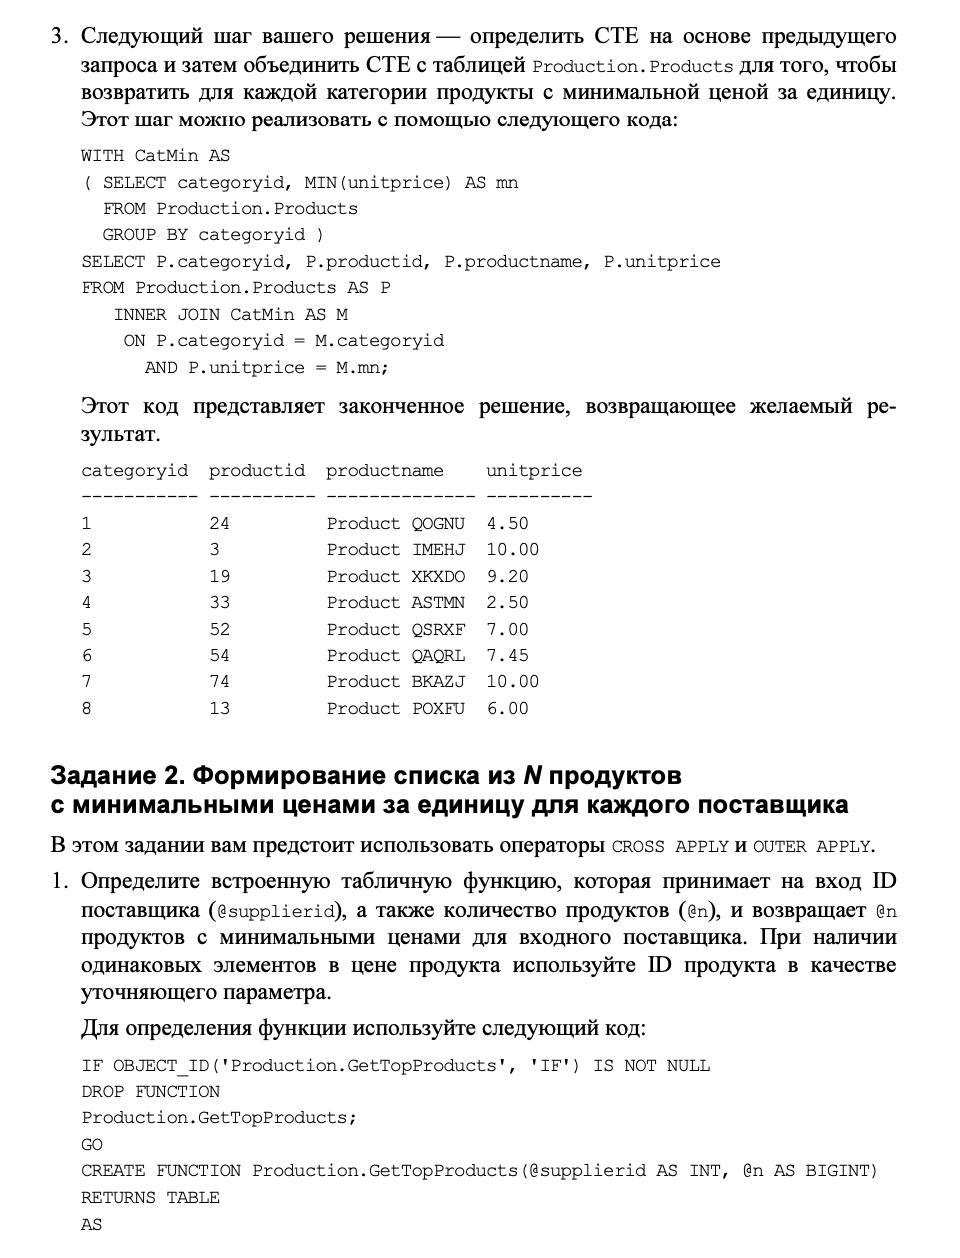 3. Следующий шаг вашего решения — определить CTE на основе предыдущего
запроса и затем объединить CTE с таблицей Production.Products для того, чтобы
возвратить для каждой категории продукты с минимальной ценой за единицу.
Этот шаг можно реализовать с помощью следующего кода:
WITH CatMin AS
( SELECT categoryid, MIN(unitprice) AS mn
FROM Production.Products
GROUP BY categoryid )
SELECT P.categoryid, P.productid, P.productname, P.unitprice
FROM Production.Products AS P
INNER JOIN CatMin AS M
ON P.categoryid = M.categoryid
AND P.unitprice = M.mn;
Этот код представляет законченное решение, возвращающее желаемый ре-
зультат.
categoryid productid productname unitprice
----------- ---------- -------------- ----------
1 24 Product QOGNU 4.50
2 3 Product IMEHJ 10.00
3 19 Product XKXDO 9.20
4 33 Product ASTMN 2.50
5 52 Product QSRXF 7.00
6 54 Product QAQRL 7.45
7 74 Product BKAZJ 10.00
8 13 Product POXFU 6.00
Задание 2. Формирование списка из N продуктов
с минимальными ценами за единицу для каждого поставщика
В этом задании вам предстоит использовать операторы CROSS APPLY и OUTER APPLY.
1. Определите встроенную табличную функцию, которая принимает на вход ID
поставщика (@supplierid), а также количество продуктов (@n), и возвращает @n
продуктов с минимальными ценами для входного поставщика. При наличии
одинаковых элементов в цене продукта используйте ID продукта в качестве
уточняющего параметра.
Для определения функции используйте следующий код:
IF OBJECT_ID('Production.GetTopProducts', 'IF') IS NOT NULL
DROP FUNCTION
Production.GetTopProducts;
GO
CREATE FUNCTION Production.GetTopProducts(@supplierid AS INT, @n AS BIGINT)
RETURNS TABLE
AS